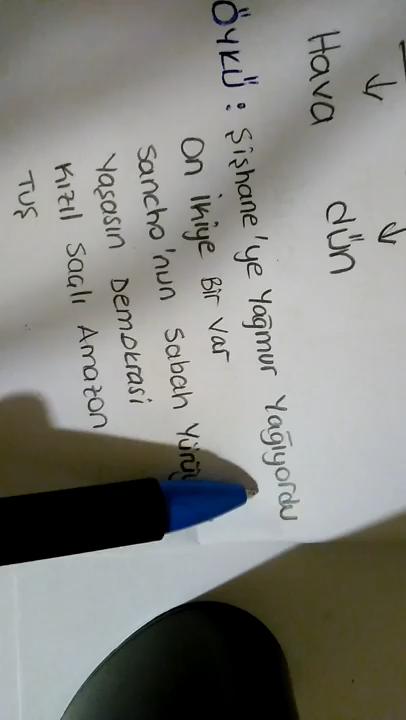 Hava dün
ÖYKÜ: Şişhane'ye Yağmur Yağıyordu
On İkiye Bir Var
Sancho'nun Sabah
Yaşasın Demokrasi
Kızıl Saçlı Amazon
Tuş